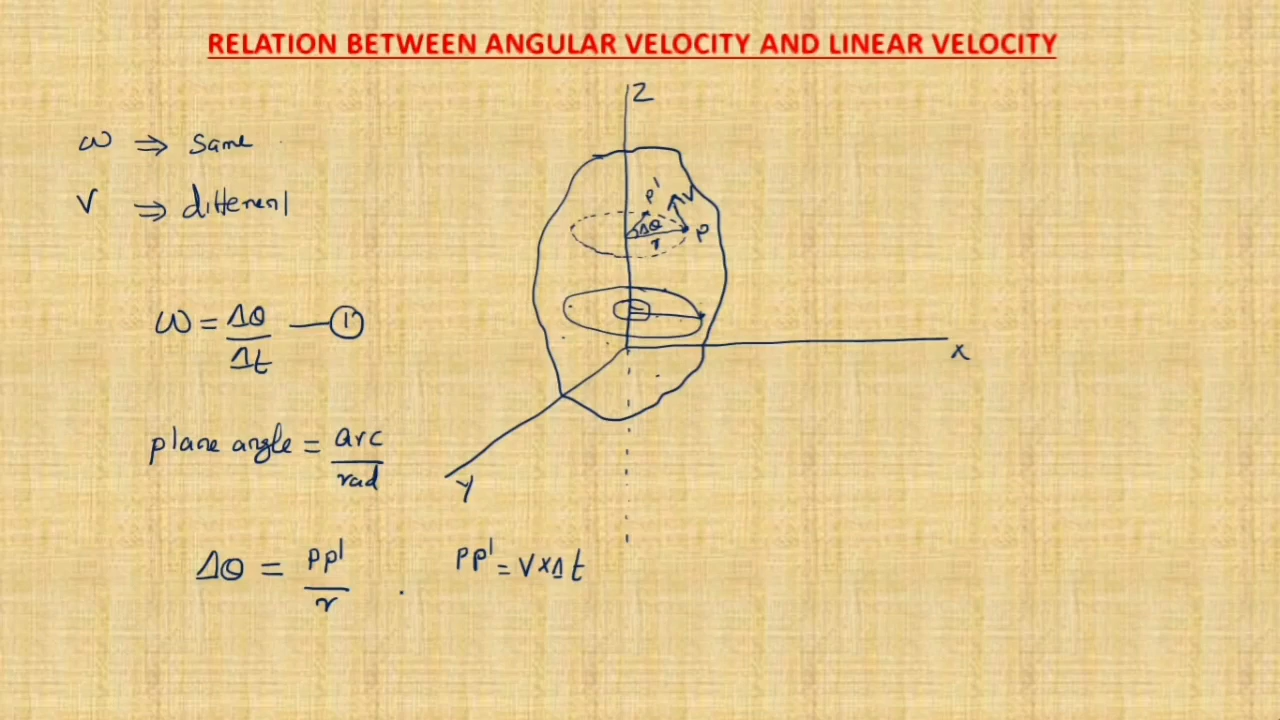 RELATION BETWEEN ANGULAR VELOCITY AND LINEAR VELOCITY
Z
ω ⇒ same
V ⇒ different
P' V
Δθ P
r
ω = Δθ/Δt —①
X
plane angle = arc/rad
Y
Δθ = PP'/r . PP' = V×Δt